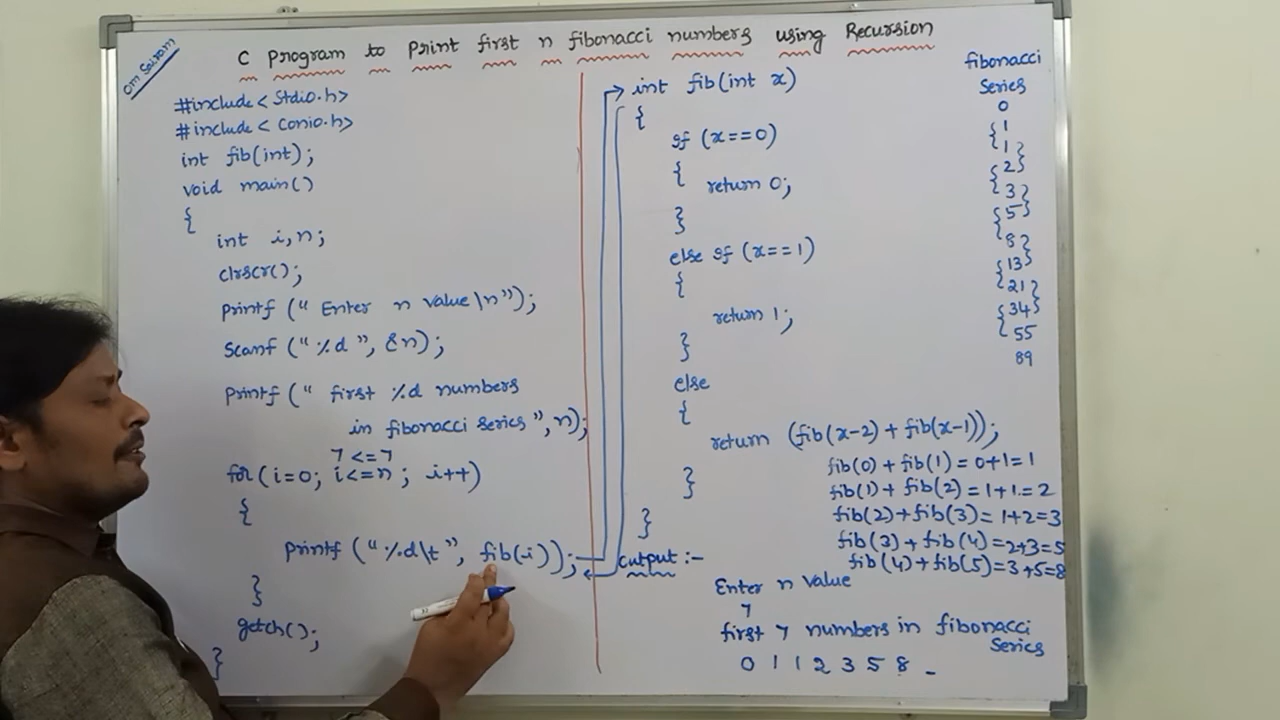 Om Sairam
C Program to Print first n fibonacci numbers using Recursion
#include < Stdio.h>
#include < Conio.h>
int fib(int);
void main()
{
int i,n;
clrscr();
Printf (" Enter n value\n");
Scanf ("%d", &n);
Printf (" first %d numbers
in fibonacci series", n);
7 <= 7
for(i=0; i<=n; i++)
{
Printf ("%d\t", fib(i));
}
getch();
}
int fib(int x)
{
if (x==0)
{
return 0;
}
else if (x==1)
{
return 1;
}
else
{
return (fib(x-2) + fib(x-1));
fib(0) + fib(1) = 0+1=1
fib(1) + fib(2) = 1+1=2
fib(2)+fib(3)= 1+2=3
fib(3) + fib(4)=2+3=5
fib(4)+fib(5)=3+5=8
}
}
Output :-
Enter n value
7
first 7 numbers in fibonacci
Series
0 1 1 2 3 5 8 -
fibonacci
Series
0
1
1
2
3
5
8
13
21
34
55
89